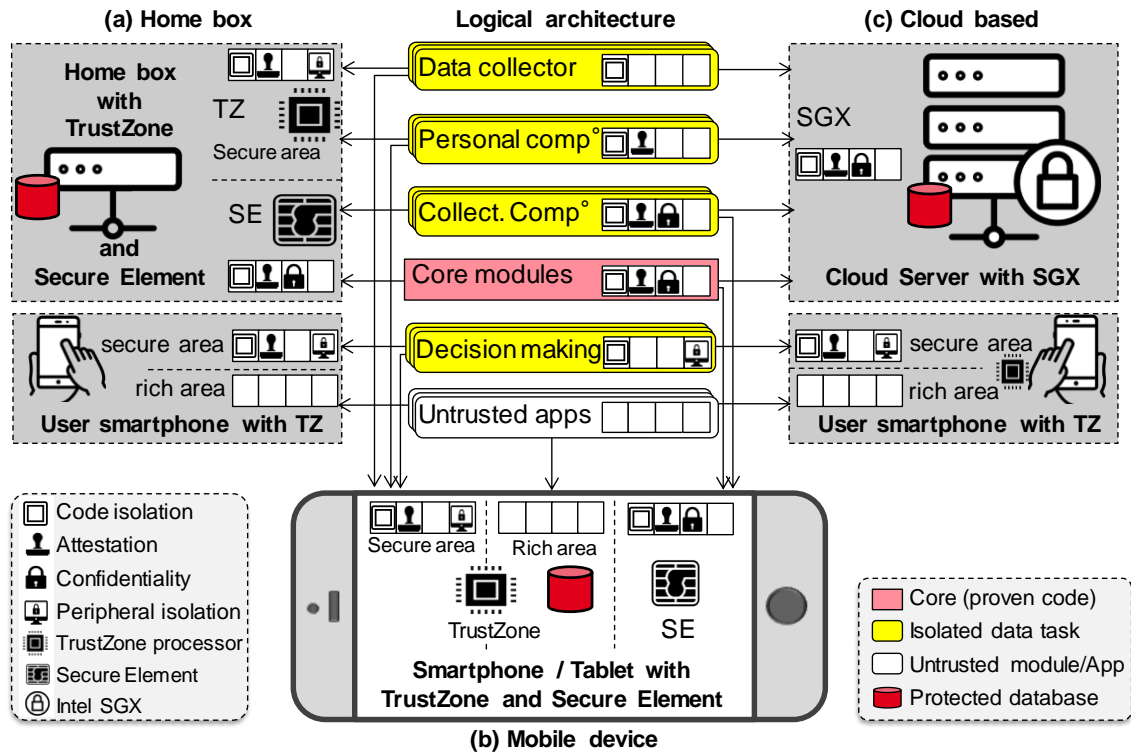 (a) Home box
Logical architecture
(c) Cloud based
Home box
with
TrustZone
TZ
Secure area
SE
and
Secure Element
Data collector
Personal comp°
Collect. Comp°
Core modules
Decision making
Untrusted apps
SGX
Cloud Server with SGX
secure area
rich area
User smartphone with TZ
secure area
rich area
User smartphone with TZ
Code isolation
Attestation
Confidentiality
Peripheral isolation
TrustZone processor
Secure Element
Intel SGX
Secure area
Rich area
TrustZone
SE
Smartphone / Tablet with
TrustZone and Secure Element
Core (proven code)
Isolated data task
Untrusted module/App
Protected database
(b) Mobile device